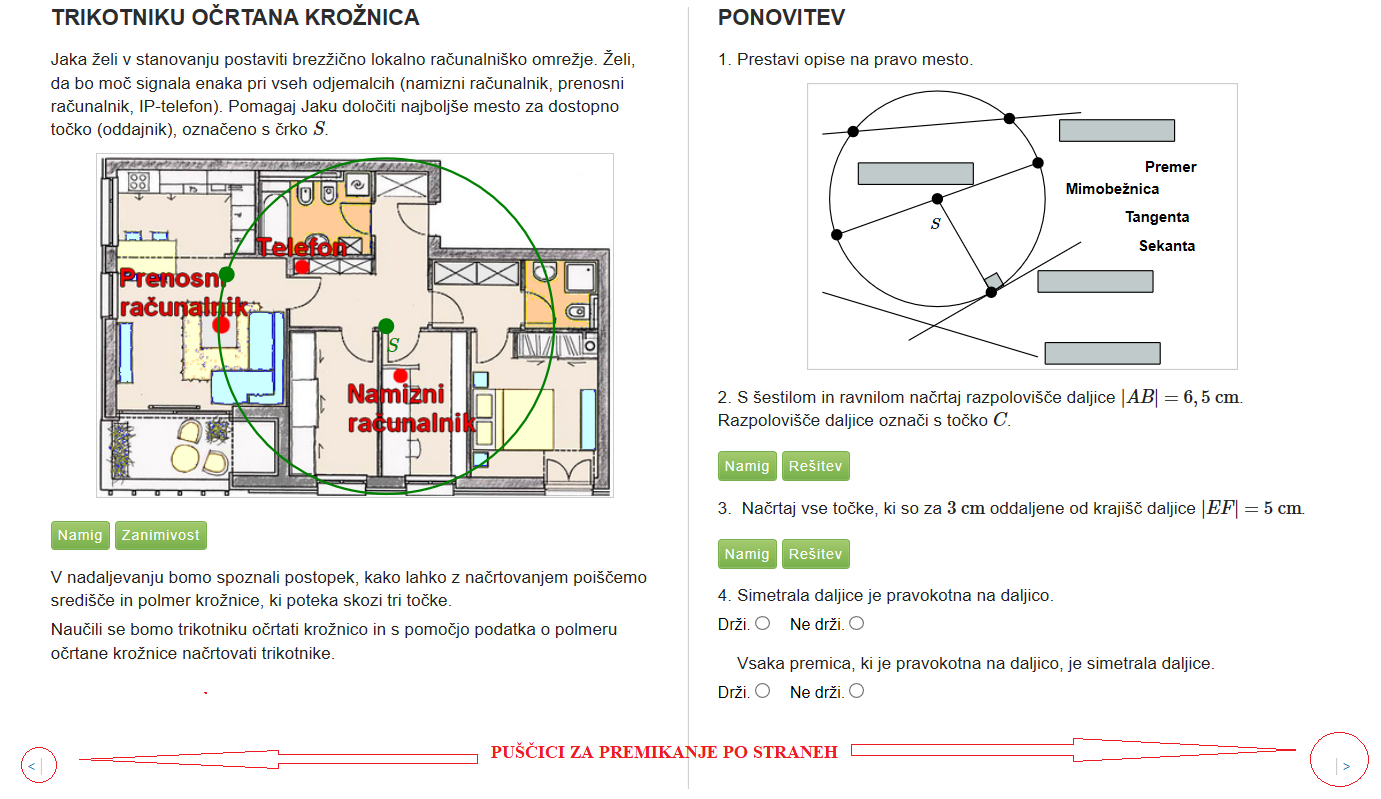 TRIKOTNIKU OČRTANA KROŽNICA
Jaka želi v stanovanju postaviti brezžično lokalno računalniško omrežje. Želi,
da bo moč signala enaka pri vseh odjemalcih (namizni računalnik, prenosni
računalnik, IP-telefon). Pomagaj Jaku določiti najboljše mesto za dostopno
točko (oddajnik), označeno s črko S.
Telefon
Prenosni
računalnik
S
Namizni
računalnik
Namig Zanimivost
V nadaljevanju bomo spoznali postopek, kako lahko z načrtovanjem poiščemo
središče in polmer krožnice, ki poteka skozi tri točke.
Naučili se bomo trikotniku očrtati krožnico in s pomočjo podatka o polmeru
očrtane krožnice načrtovati trikotnike.
PONOVITEV
1. Prestavi opise na pravo mesto.
Premer
Mimobežnica
Tangenta
S
Sekanta
2. S šestilom in ravnilom načrtaj razpolovišče daljice |AB| = 6,5 cm.
Razpolovišče daljice označi s točko C.
Namig Rešitev
3. Načrtaj vse točke, ki so za 3 cm oddaljene od krajišč daljice |EF| = 5 cm.
Namig Rešitev
4. Simetrala daljice je pravokotna na daljico.
Drži. Ne drži.
Vsaka premica, ki je pravokotna na daljico, je simetrala daljice.
Drži. Ne drži.
< | PUŠČICI ZA PREMIKANJE PO STRANEH | >